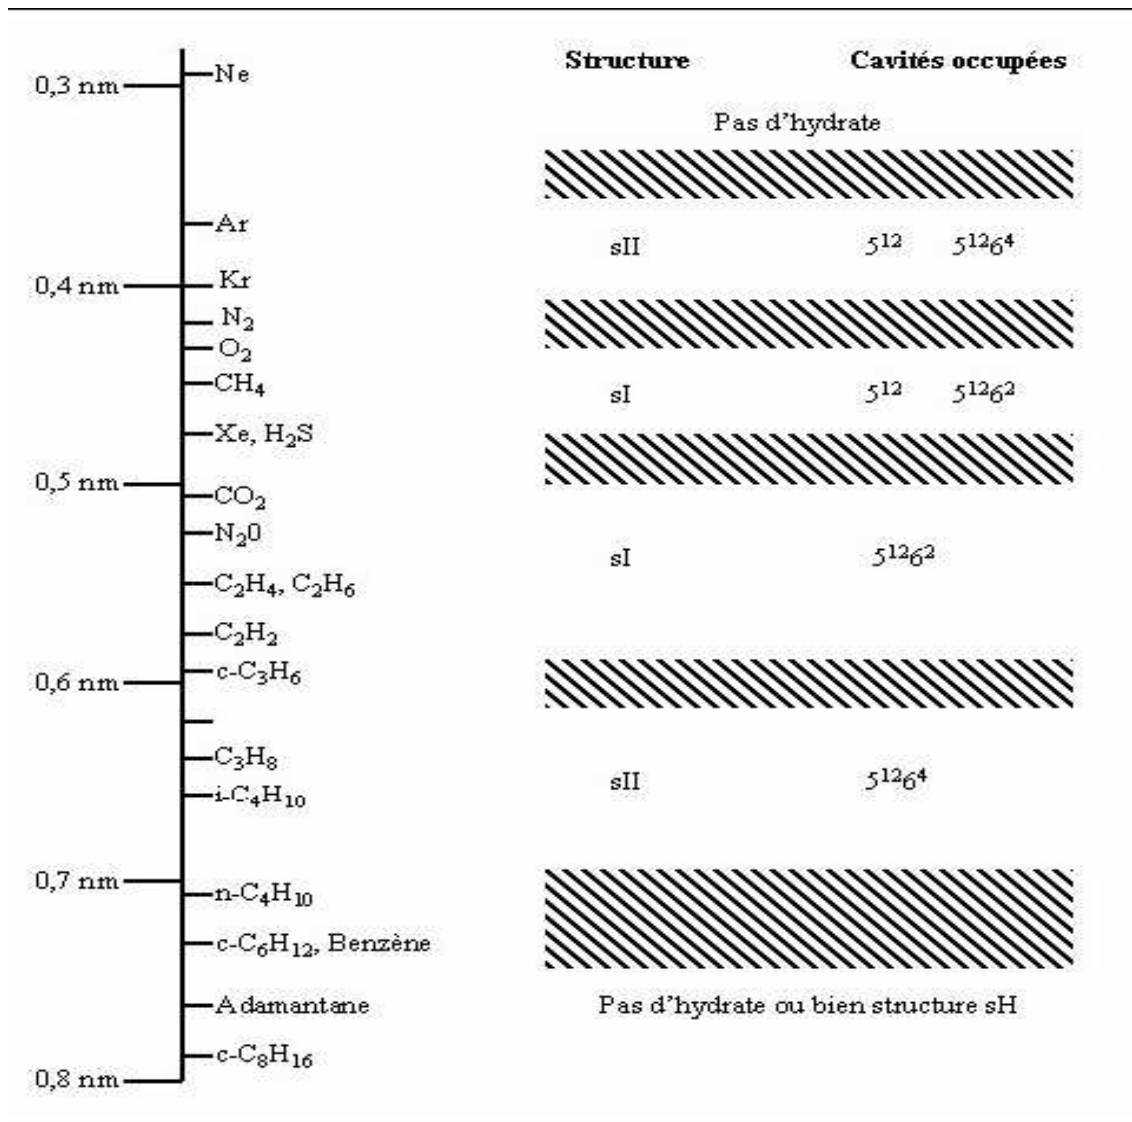 Structure Cavités occupées
0,3 nm Ne
Pas d'hydrate
Ar
sII 5¹² 5¹²6⁴
0,4 nm Kr
N₂
O₂
CH₄
sI 5¹² 5¹²6²
Xe, H₂S
0,5 nm
CO₂
N₂0
sI 5¹²6²
C₂H₄, C₂H₆
C₂H₂
c-C₃H₆
0,6 nm
C₃H₈
sII 5¹²6⁴
i-C₄H₁₀
0,7 nm
n-C₄H₁₀
c-C₆H₁₂, Benzène
Adamantane
Pas d'hydrate ou bien structure sH
c-C₈H₁₆
0,8 nm